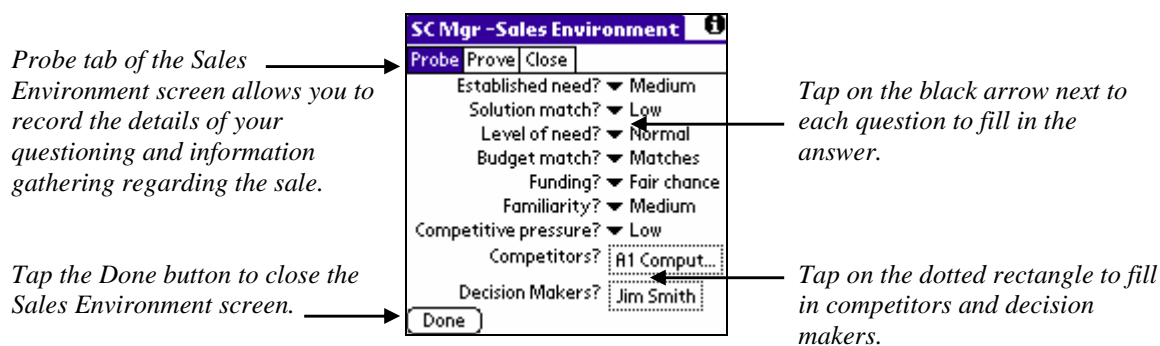 Probe tab of the Sales
Environment screen allows you to
record the details of your
questioning and information
gathering regarding the sale.
Tap the Done button to close the
Sales Environment screen.
SC Mgr -Sales Environment
Probe Prove Close
Established need? Medium
Solution match? Low
Level of need? Normal
Budget match? Matches
Funding? Fair chance
Familiarity? Medium
Competitive pressure? Low
Competitors? A1 Comput...
Decision Makers? Jim Smith
Done
Tap on the black arrow next to
each question to fill in the
answer.
Tap on the dotted rectangle to fill
in competitors and decision
makers.